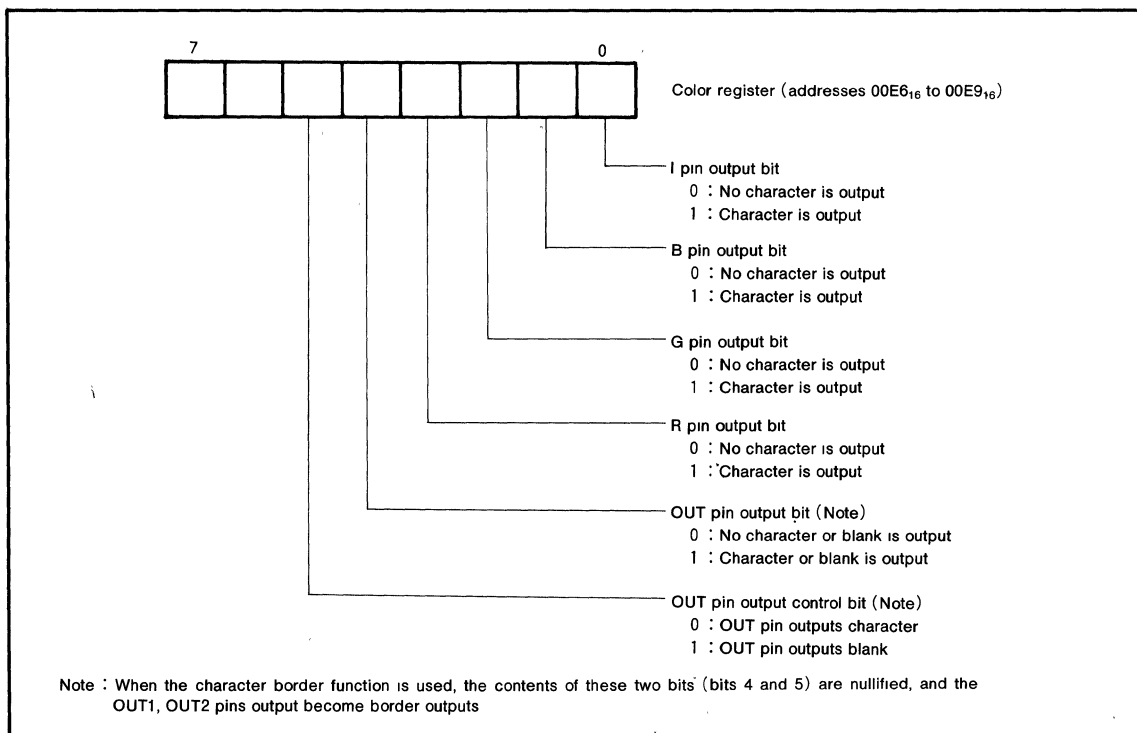 7 0
Color register (addresses 00E6₁₆ to 00E9₁₆)
I pin output bit
0 : No character is output
1 : Character is output
B pin output bit
0 : No character is output
1 : Character is output
G pin output bit
0 : No character is output
1 : Character is output
R pin output bit
0 : No character is output
1 : Character is output
OUT pin output bit (Note)
0 : No character or blank is output
1 : Character or blank is output
OUT pin output control bit (Note)
0 : OUT pin outputs character
1 : OUT pin outputs blank
Note : When the character border function is used, the contents of these two bits (bits 4 and 5) are nullified, and the
OUT1, OUT2 pins output become border outputs